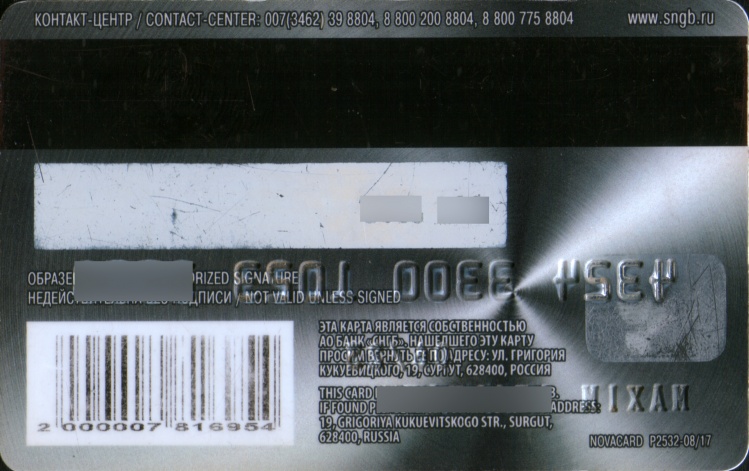 КОНТАКТ-ЦЕНТР / CONTACT-CENTER: 007(3462) 39 8804, 8 800 200 8804, 8 800 775 8804
www.sngb.ru
SIGNATURE
ПОДПИСИ / NOT VALID UNLESS SIGNED
ЭТА КАРТА ЯВЛЯЕТСЯ СОБСТВЕННОСТЬЮ
АО БАНК «СНГБ». НАШЕДШЕГО ЭТУ КАРТУ
АДРЕСУ: УЛ. ГРИГОРИЯ
КУКУЕВИЦКОГО, 19, СУРГУТ, 628400, РОССИЯ
THIS CARD
IF FOUND ADDRESS:
19, GRIGORIYA KUKUEVITSKOGO STR., SURGUT,
628400, RUSSIA
2 000007 816954
NOVACARD P2532-08/17